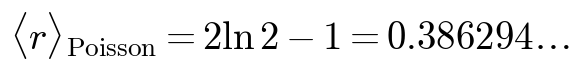 ⟨r⟩Poisson = 2ln 2 − 1 = 0.386294…